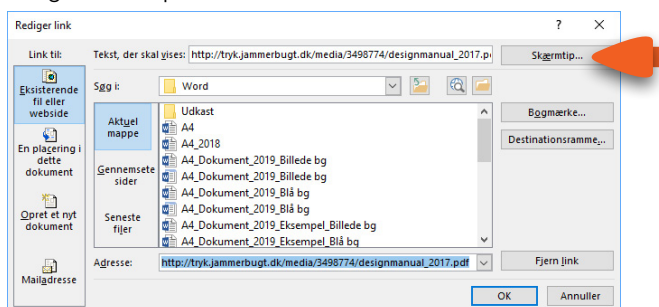 Rediger link
?
Link til:
Tekst, der skal vises: http://tryk.jammerbugt.dk/media/3498774/designmanual_2017.p
Skærmtip...
Eksisterende
fil eller
webside
Søg i:
Word
Bogmærke...
Destinationsramme...
Aktuel
mappe
Udkast
A4
A4_2018
A4_Dokument_2019_Billede bg
A4_Dokument_2019_Billede bg
A4_Dokument_2019_Blå bg
A4_Dokument_2019_Blå bg
A4_Dokument_2019_Eksempel_Billede bg
A4_Dokument_2019_Eksempel_Blå bg
En placering i
dette
dokument
Gennemsete
sider
Opret et nyt
dokument
Seneste
filer
Mailadresse
Adresse:
http://tryk.jammerbugt.dk/media/3498774/designmanual_2017.pdf
Fjern link
OK
Annuller